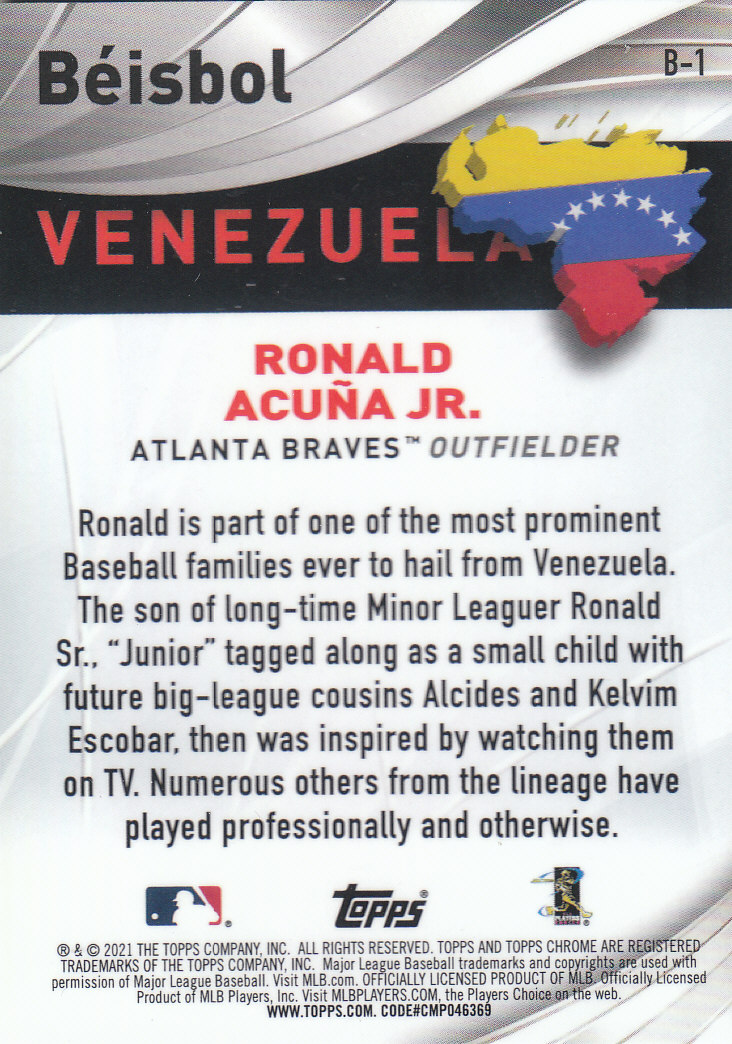 Béisbol
B-1
VENEZUELA
RONALD
ACUÑA JR.
ATLANTA BRAVES™ OUTFIELDER
Ronald is part of one of the most prominent
Baseball families ever to hail from Venezuela.
The son of long-time Minor Leaguer Ronald
Sr., “Junior” tagged along as a small child with
future big-league cousins Alcides and Kelvim
Escobar, then was inspired by watching them
on TV. Numerous others from the lineage have
played professionally and otherwise.
Topps®
PLAYERS
CHOICE
® & © 2021 THE TOPPS COMPANY, INC. ALL RIGHTS RESERVED. TOPPS AND TOPPS CHROME ARE REGISTERED
TRADEMARKS OF THE TOPPS COMPANY, INC. Major League Baseball trademarks and copyrights are used with
permission of Major League Baseball. Visit MLB.com. OFFICIALLY LICENSED PRODUCT OF MLB. Officially Licensed
Product of MLB Players, Inc. Visit MLBPLAYERS.COM, the Players Choice on the web.
WWW.TOPPS.COM. CODE#CMP046369